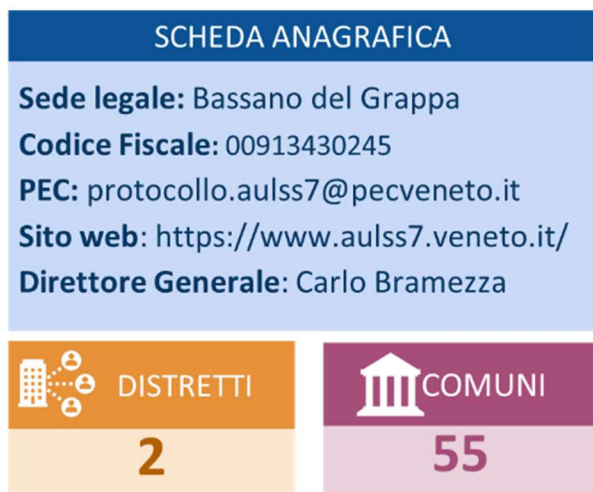 SCHEDA ANAGRAFICA
Sede legale: Bassano del Grappa
Codice Fiscale: 00913430245
PEC: protocollo.aulss7@pecveneto.it
Sito web: https://www.aulss7.veneto.it/
Direttore Generale: Carlo Bramezza
DISTRETTI
2
COMUNI
55